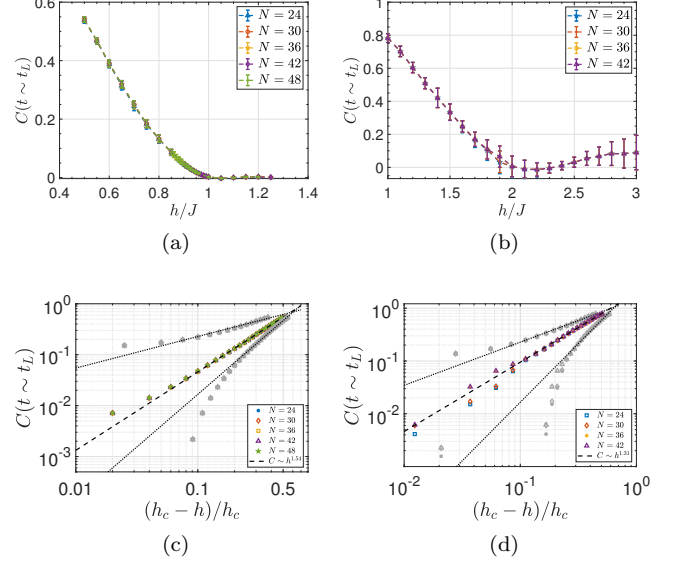 0.6
0.4
0.2
0
0.4
0.6
0.8
1
1.2
1.4
C(t ∼ t_L)
h/J
N = 24
N = 30
N = 36
N = 42
N = 48
(a)
1
0.8
0.6
0.4
0.2
0
1
1.5
2
2.5
3
C(t ∼ t_L)
h/J
N = 24
N = 30
N = 36
N = 42
(b)
10^0
10^-1
10^-2
10^-3
0.01
0.1
0.5
C(t ∼ t_L)
(h_c − h)/h_c
N = 24
N = 30
N = 36
N = 42
N = 48
C ∼ h^1.54
(c)
10^0
10^-1
10^-2
10^-2
10^-1
10^0
C(t ∼ t_L)
(h_c − h)/h_c
N = 24
N = 30
N = 36
N = 42
C ∼ h^1.31
(d)